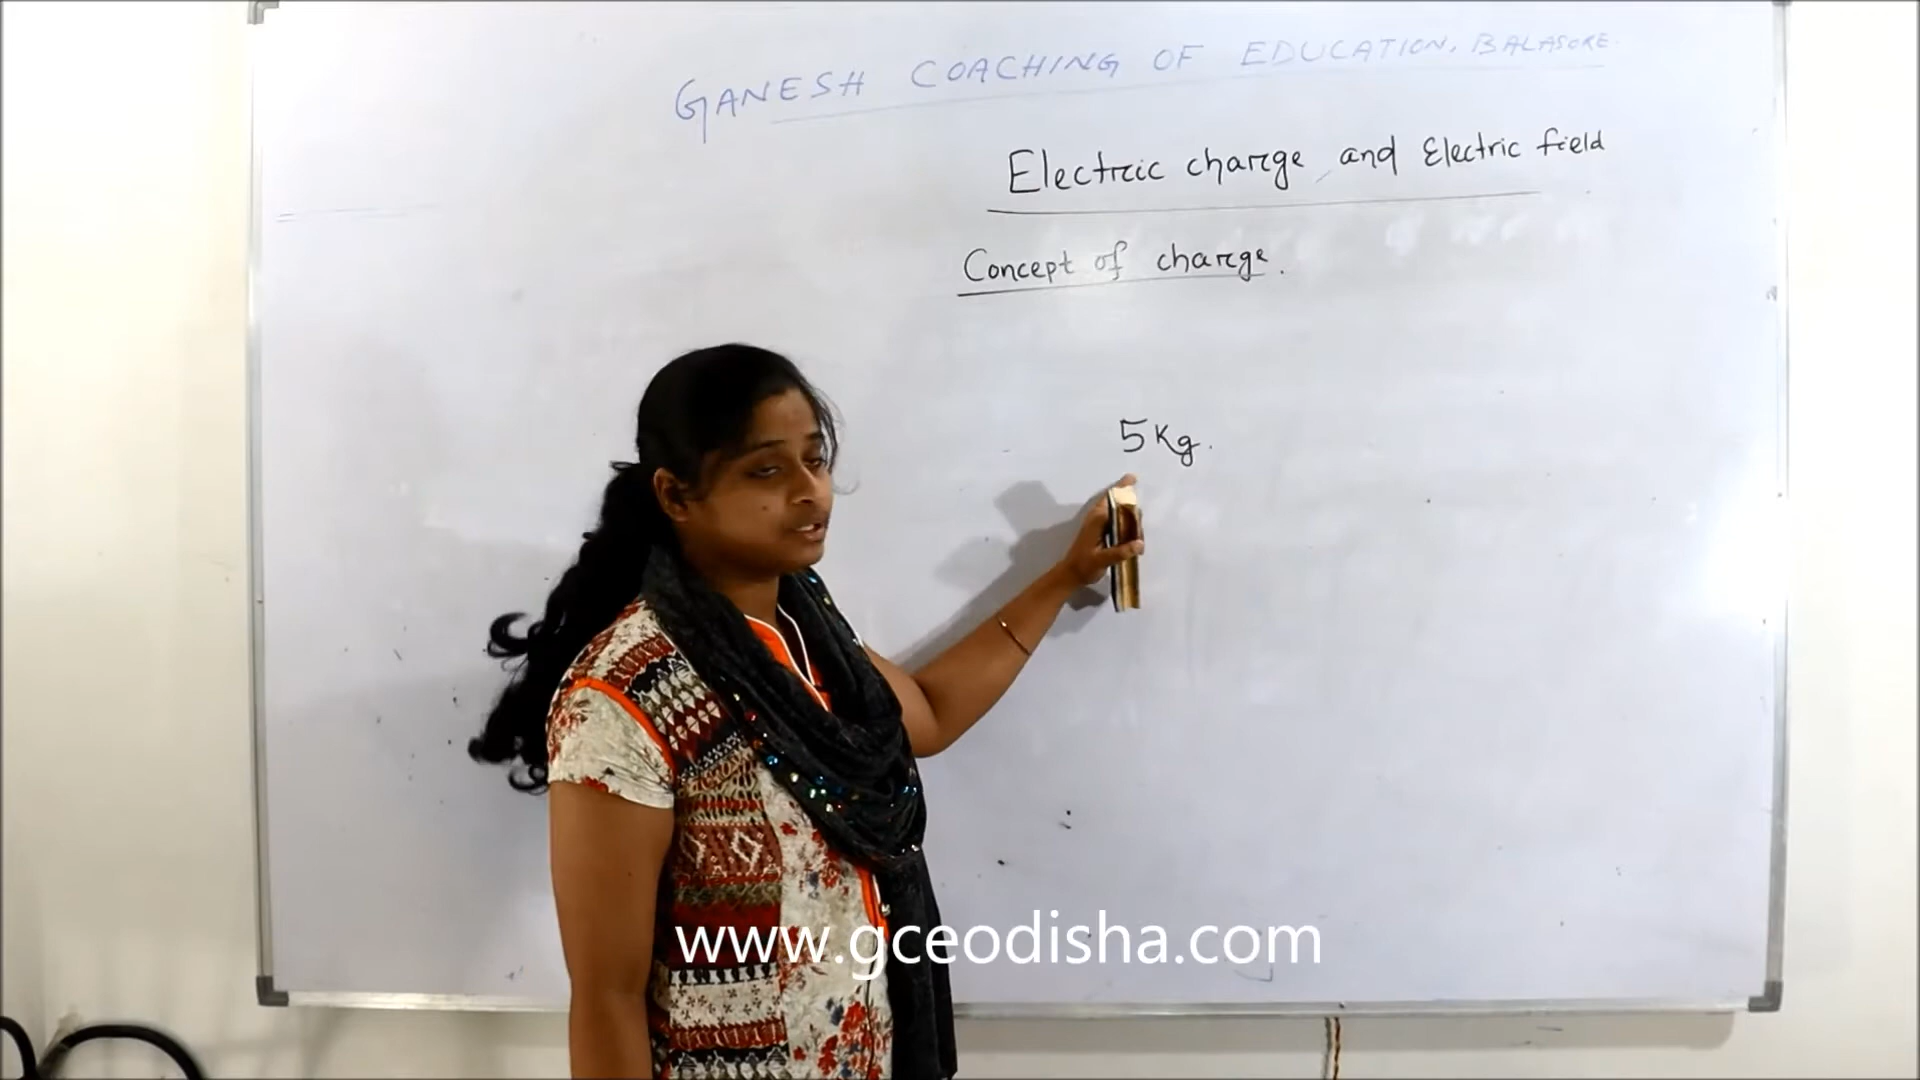 GANESH COACHING OF EDUCATION, BALASORE.
Electric charge and Electric field
Concept of charge.
5 Kg.
www.gceodisha.com